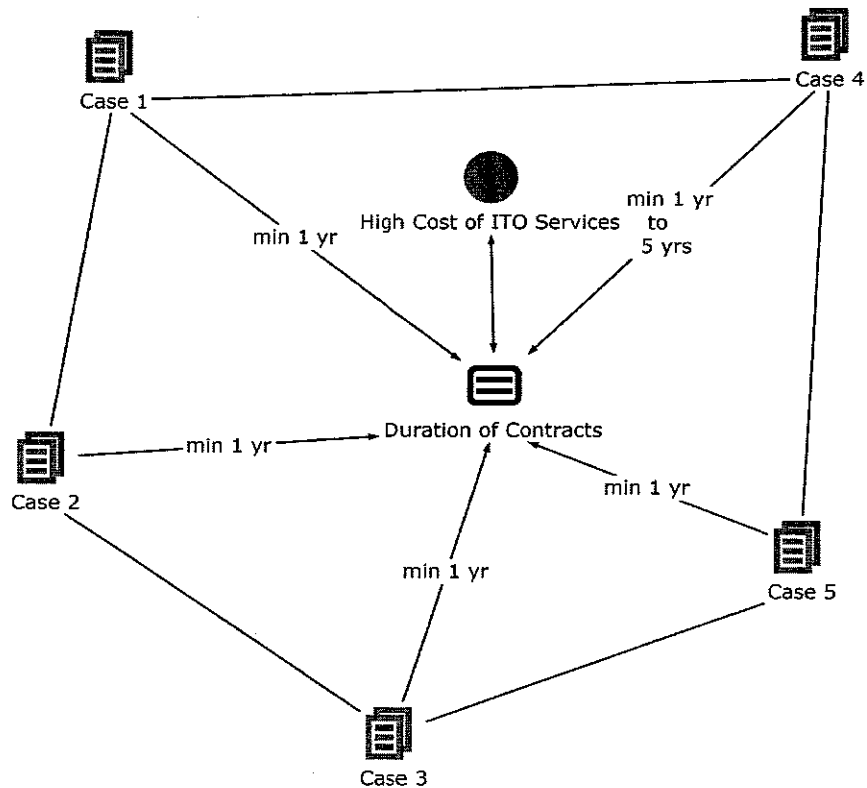 Case 1
Case 4
min 1 yr
High Cost of ITO Services
min 1 yr
to
5 yrs
Duration of Contracts
min 1 yr
Case 2
min 1 yr
min 1 yr
Case 5
Case 3